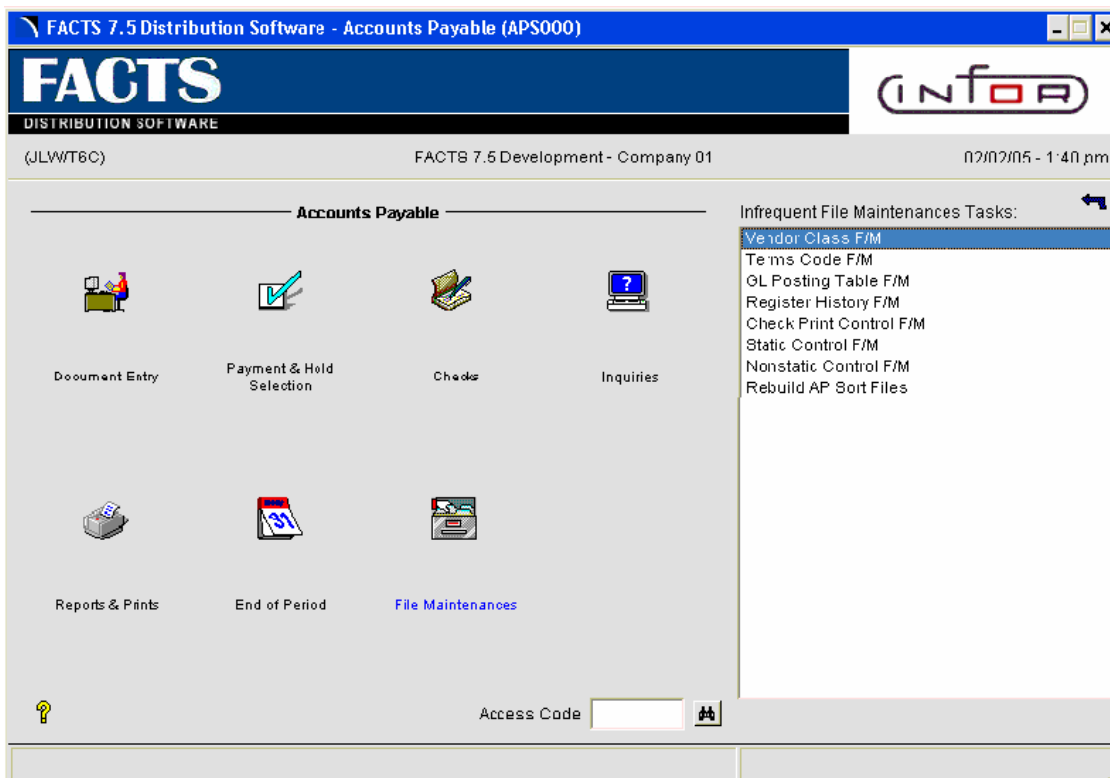 FACTS 7.5 Distribution Software - Accounts Payable (APS000)
FACTS
DISTRIBUTION SOFTWARE
infor
(JLW/T6C)
FACTS 7.5 Development - Company 01
02/02/05 - 1:40 pm
Accounts Payable
Document Entry
Payment & Hold
Selection
Checks
Inquiries
Reports & Prints
End of Period
File Maintenances
Access Code
Infrequent File Maintenances Tasks:
Vendor Class F/M
Terms Code F/M
GL Posting Table F/M
Register History F/M
Check Print Control F/M
Static Control F/M
Nonstatic Control F/M
Rebuild AP Sort Files